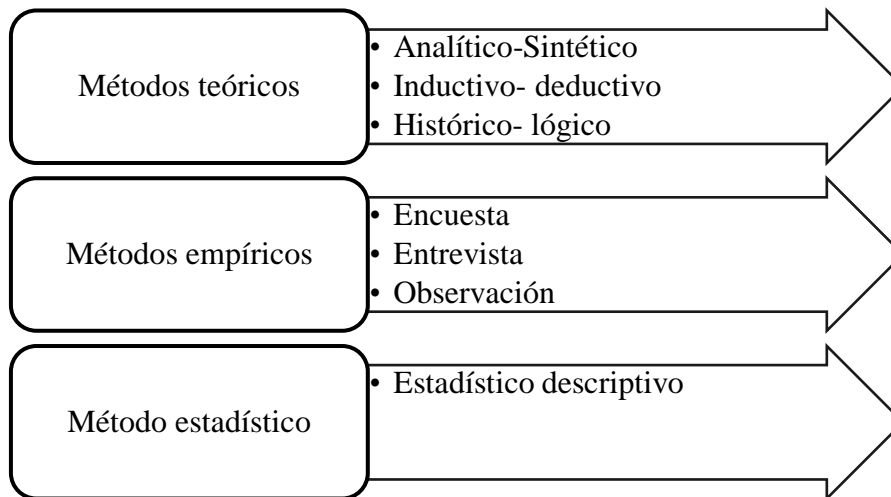 Métodos teóricos
• Analítico-Sintético
• Inductivo- deductivo
• Histórico- lógico
Métodos empíricos
• Encuesta
• Entrevista
• Observación
Método estadístico
• Estadístico descriptivo